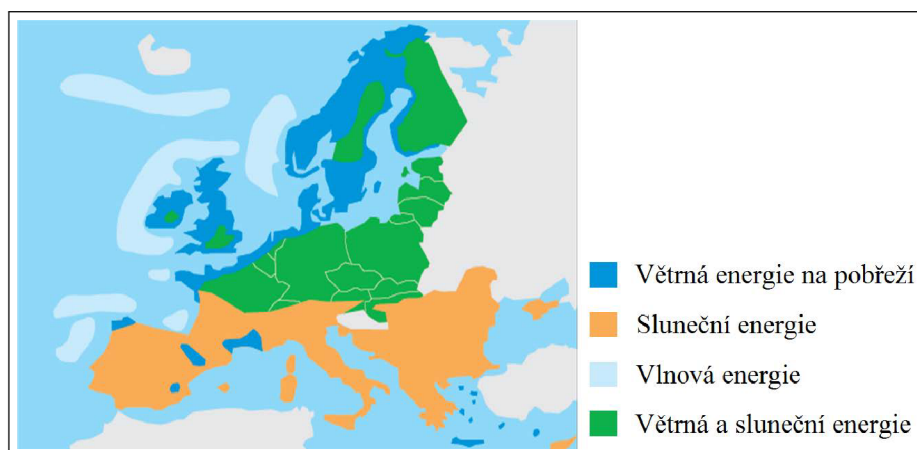 Větrná energie na pobřeží
Sluneční energie
Vlnová energie
Větrná a sluneční energie